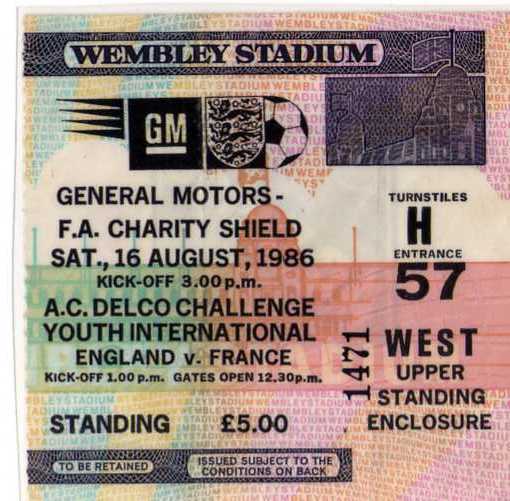 WEMBLEY STADIUM
GM
GENERAL MOTORS -
F.A. CHARITY SHIELD
SAT., 16 AUGUST, 1986
KICK-OFF 3.00 p.m.
A.C. DELCO CHALLENGE
YOUTH INTERNATIONAL
ENGLAND v. FRANCE
KICK-OFF 1.00 p.m. GATES OPEN 12.30p.m.
STANDING £5.00
TURNSTILES
H
ENTRANCE
57
1471
WEST
UPPER
STANDING
ENCLOSURE
TO BE RETAINED
ISSUED SUBJECT TO THE
CONDITIONS ON BACK